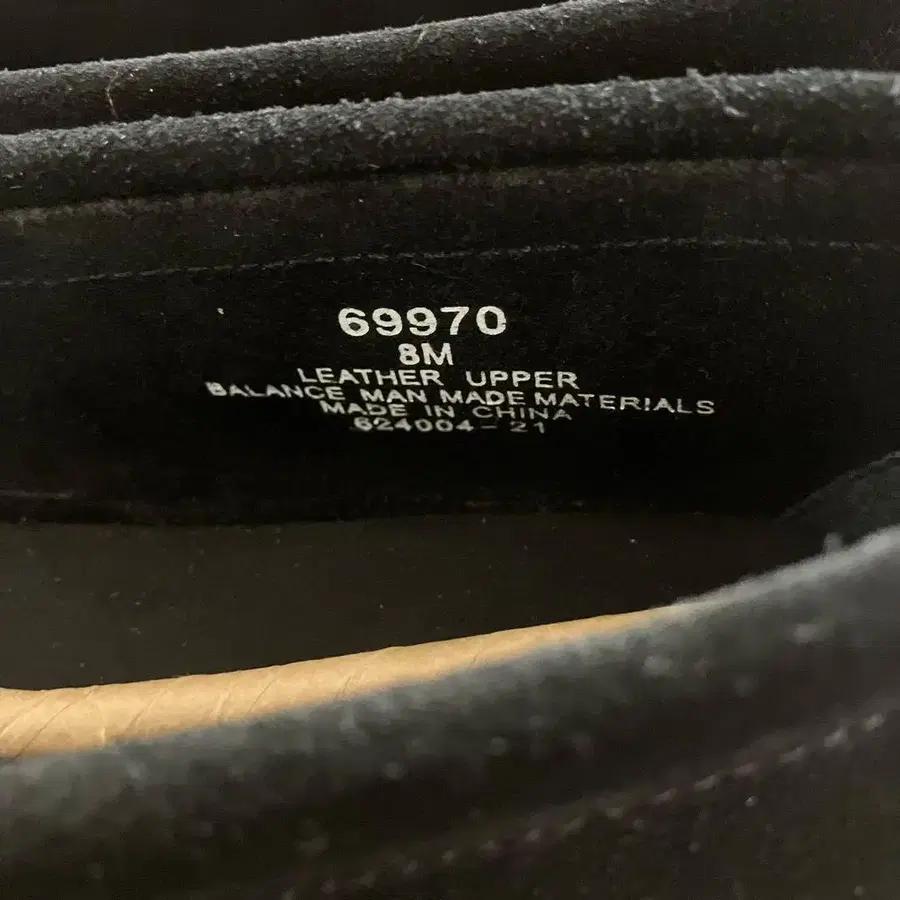 69970
8M
LEATHER UPPER
BALANCE MAN MADE MATERIALS
MADE IN CHINA
624004-21